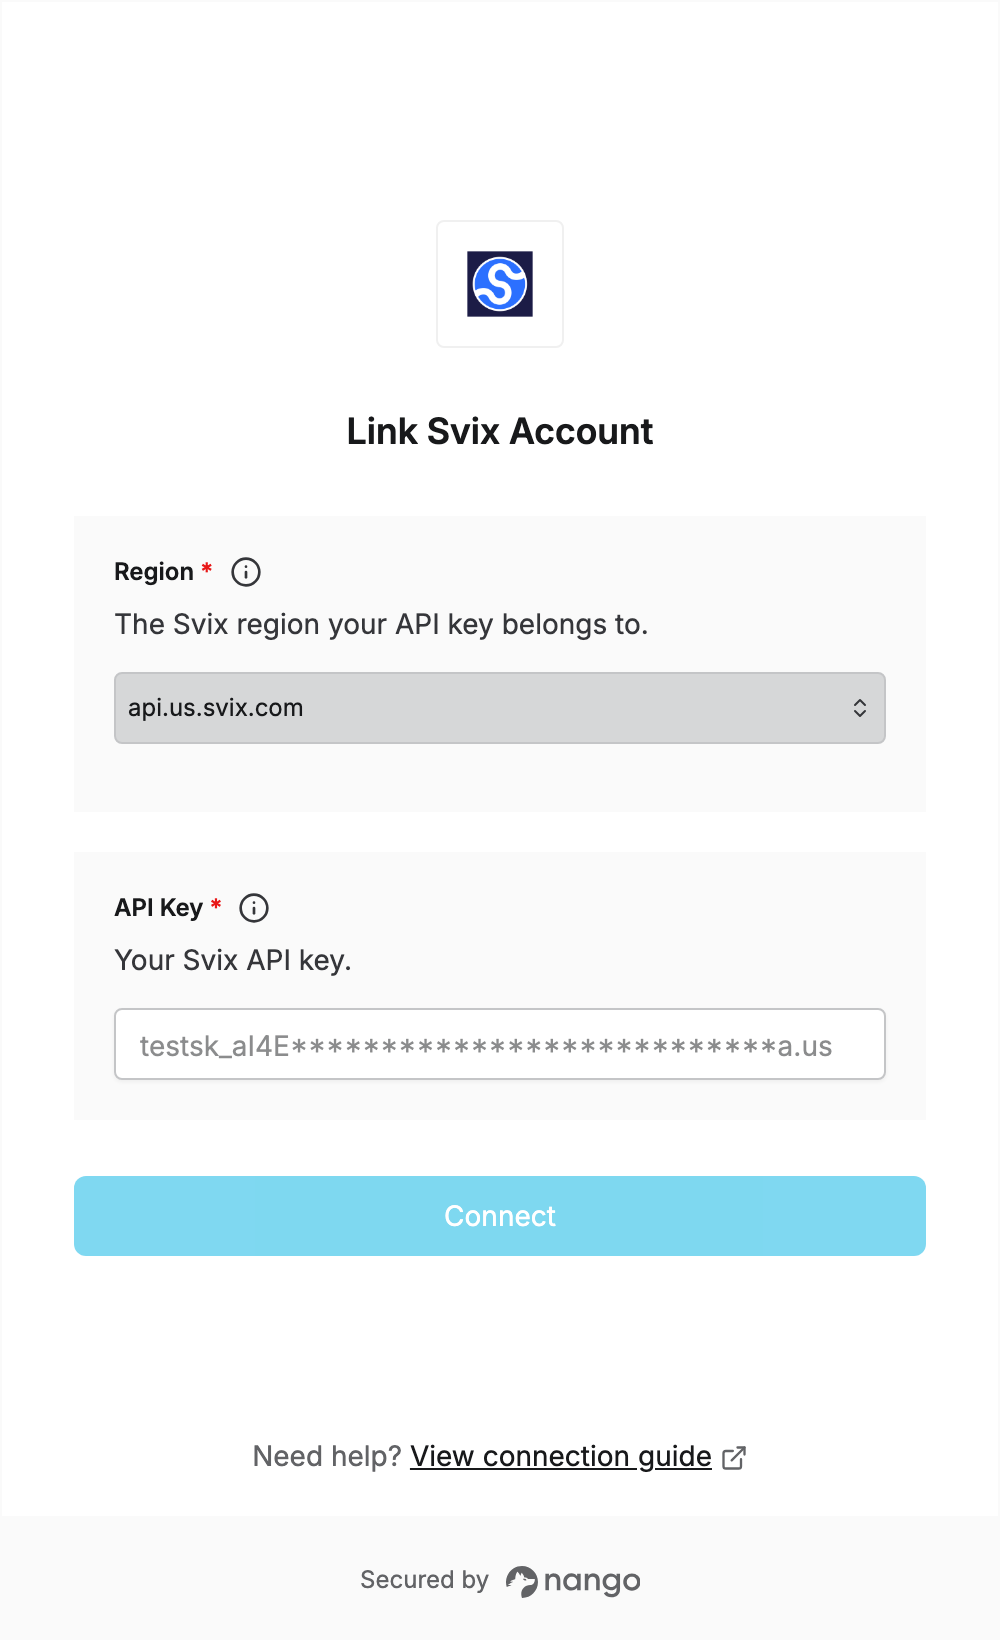 Link Svix Account
Region *
The Svix region your API key belongs to.
api.us.svix.com
API Key *
Your Svix API key.
testsk_al4E***************************a.us
Connect
Need help? View connection guide
Secured by nango